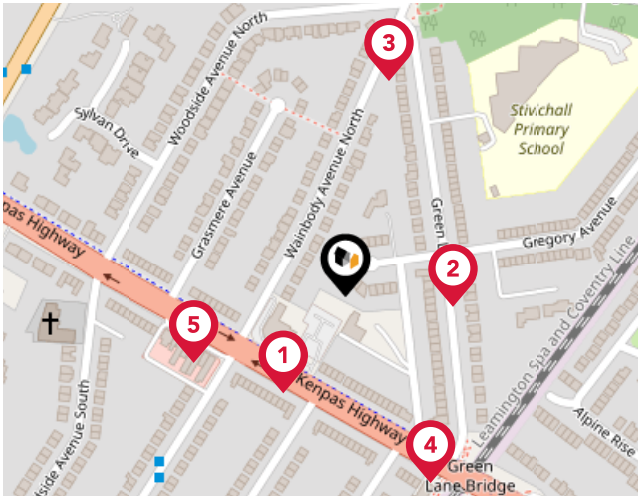 Woodside Avenue North
3
Sylvan Drive
Stivichall
Primary
School
Grasmere Avenue
Wainbody Avenue North
pas Highway
Green
Gregory Avenue
2
5
1
Kenpas Highway
Leamington Spa and Coventry Line
dside Avenue South
Alpine Rise
4
Green
Lane Bridge